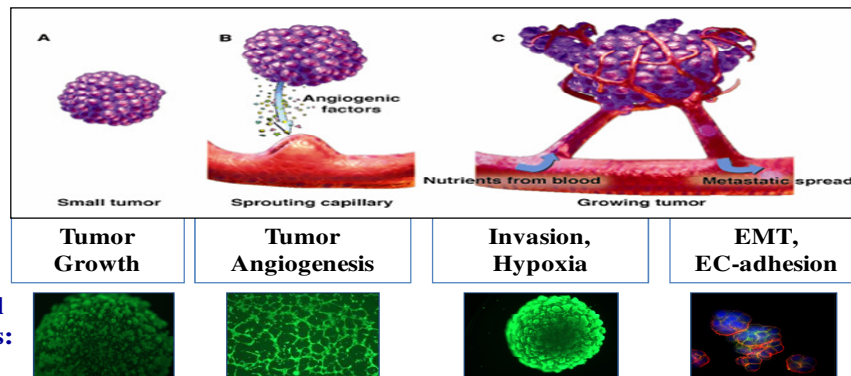 A
B
C
Angiogenic
factors
Nutrients from blood
Metastatic spread
Small tumor
Sprouting capillary
Growing tumor
Tumor
Growth
Tumor
Angiogenesis
Invasion,
Hypoxia
EMT,
EC-adhesion